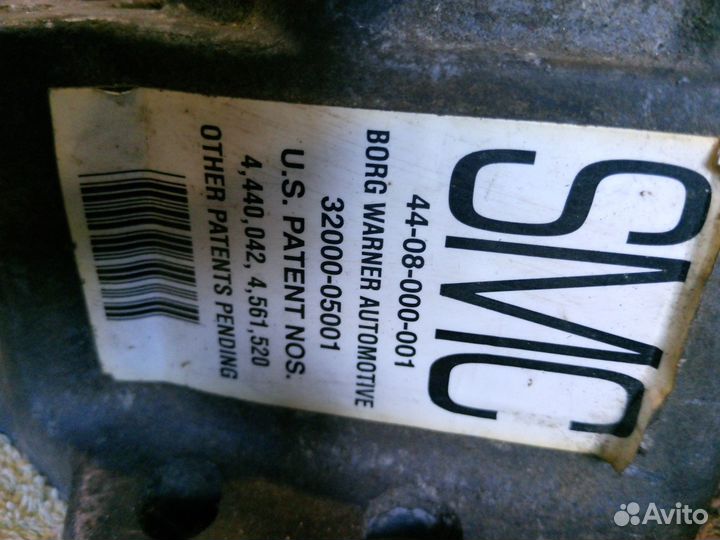 SMC
44-08-000-001
BORG WARNER AUTOMOTIVE
32000-05001
U.S. PATENT NOS.
4,440,042, 4,561,520
OTHER PATENTS PENDING
Avito